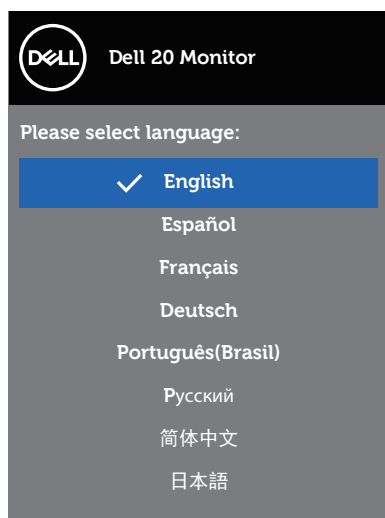 DELL
Dell 20 Monitor
Please select language:
English
Español
Français
Deutsch
Português(Brasil)
Русский
简体中文
日本語